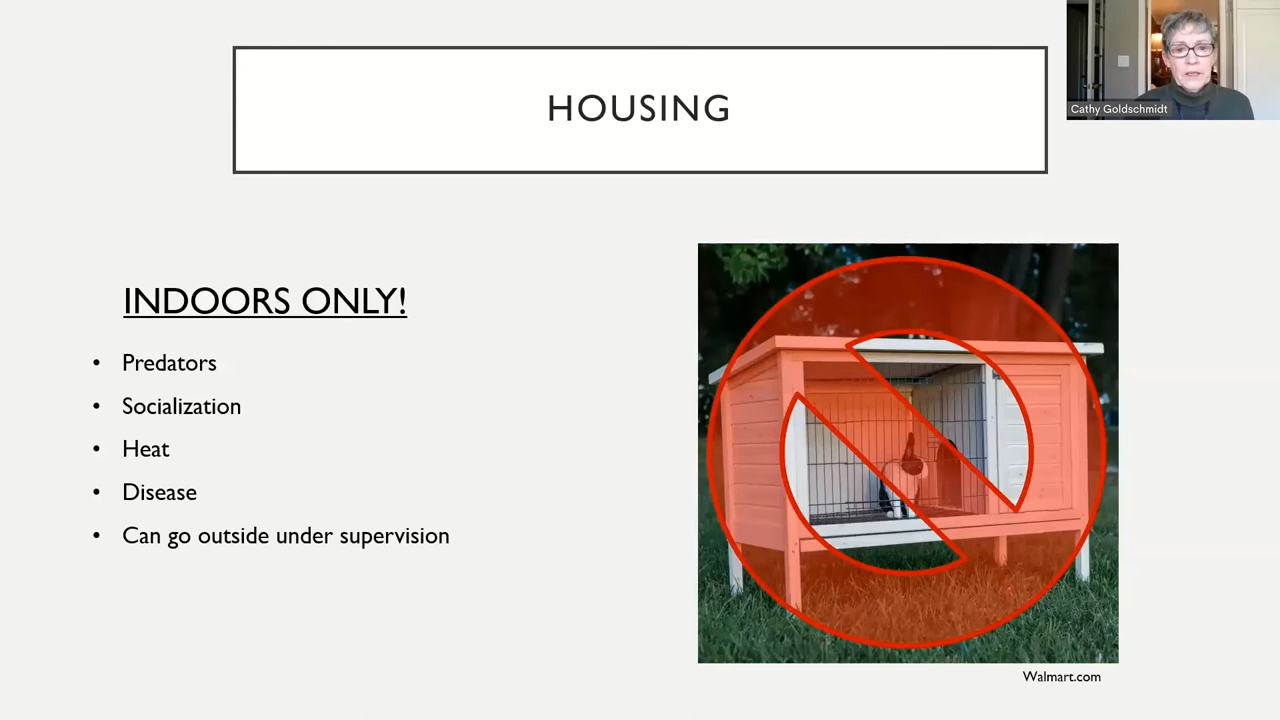 HOUSING
Cathy Goldschmidt
INDOORS ONLY!
• Predators
• Socialization
• Heat
• Disease
• Can go outside under supervision
Walmart.com